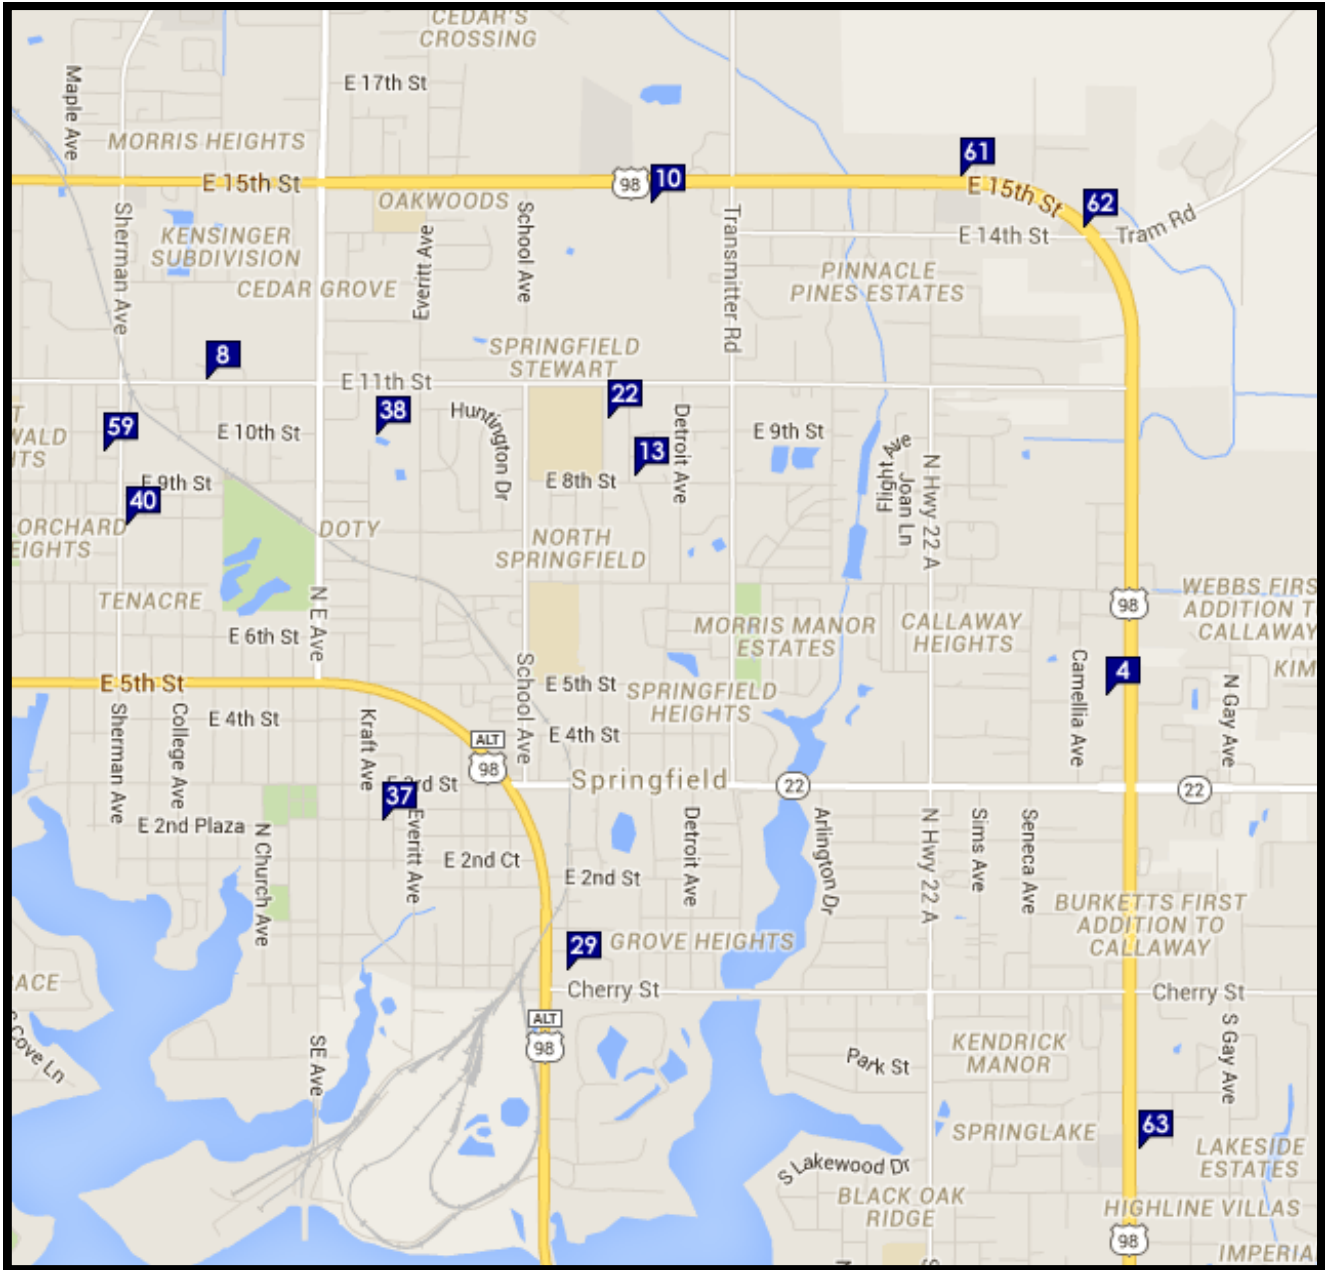 CEDAR'S
CROSSING
E 17th St
Maple Ave
MORRIS HEIGHTS
61
E 15th St
98
10
E 15th St
62
OAKWOODS
Sherman Ave
School Ave
Transmitter Rd
Tram Rd
KENSINGER
SUBDIVISION
Everitt Ave
E 14th St
CEDAR GROVE
PINNACLE
PINES ESTATES
8
SPRINGFIELD
STEWART
E 11th St
22
38
Huntington Dr
Detroit Ave
59
E 10th St
E 9th St
WALD
13
Flight Ave
Joan Ln
N Hwy 22 A
E 9th St
E 8th St
40
ORCHARD
EIGHTS
DOTY
NORTH
SPRINGFIELD
TENACRE
N E Ave
98
WEBBS FIRS
ADDITION T
CALLAWAY
E 6th St
MORRIS MANOR
ESTATES
CALLAWAY
HEIGHTS
Camellia Ave
4
KIM
E 5th St
School Ave
E 5th St
SPRINGFIELD
HEIGHTS
N Gay Ave
Sherman Ave
College Ave
E 4th St
Kraft Ave
ALT
98
E 4th St
E 3rd St
Springfield
22
22
37
E 2nd Plaza
N Church Ave
Everitt Ave
Detroit Ave
Arlington Dr
N Hwy 22 A
Sims Ave
Seneca Ave
E 2nd Ct
E 2nd St
BURKETTS FIRST
ADDITION TO
CALLAWAY
29
GROVE HEIGHTS
ACE
Cherry St
Cherry St
Cove Ln
SE Ave
ALT
98
Park St
KENDRICK
MANOR
S Gay Ave
63
SPRINGLAKE
LAKESIDE
ESTATES
S Lakewood Dr
BLACK OAK
RIDGE
HIGHLINE VILLAS
98
IMPERIA